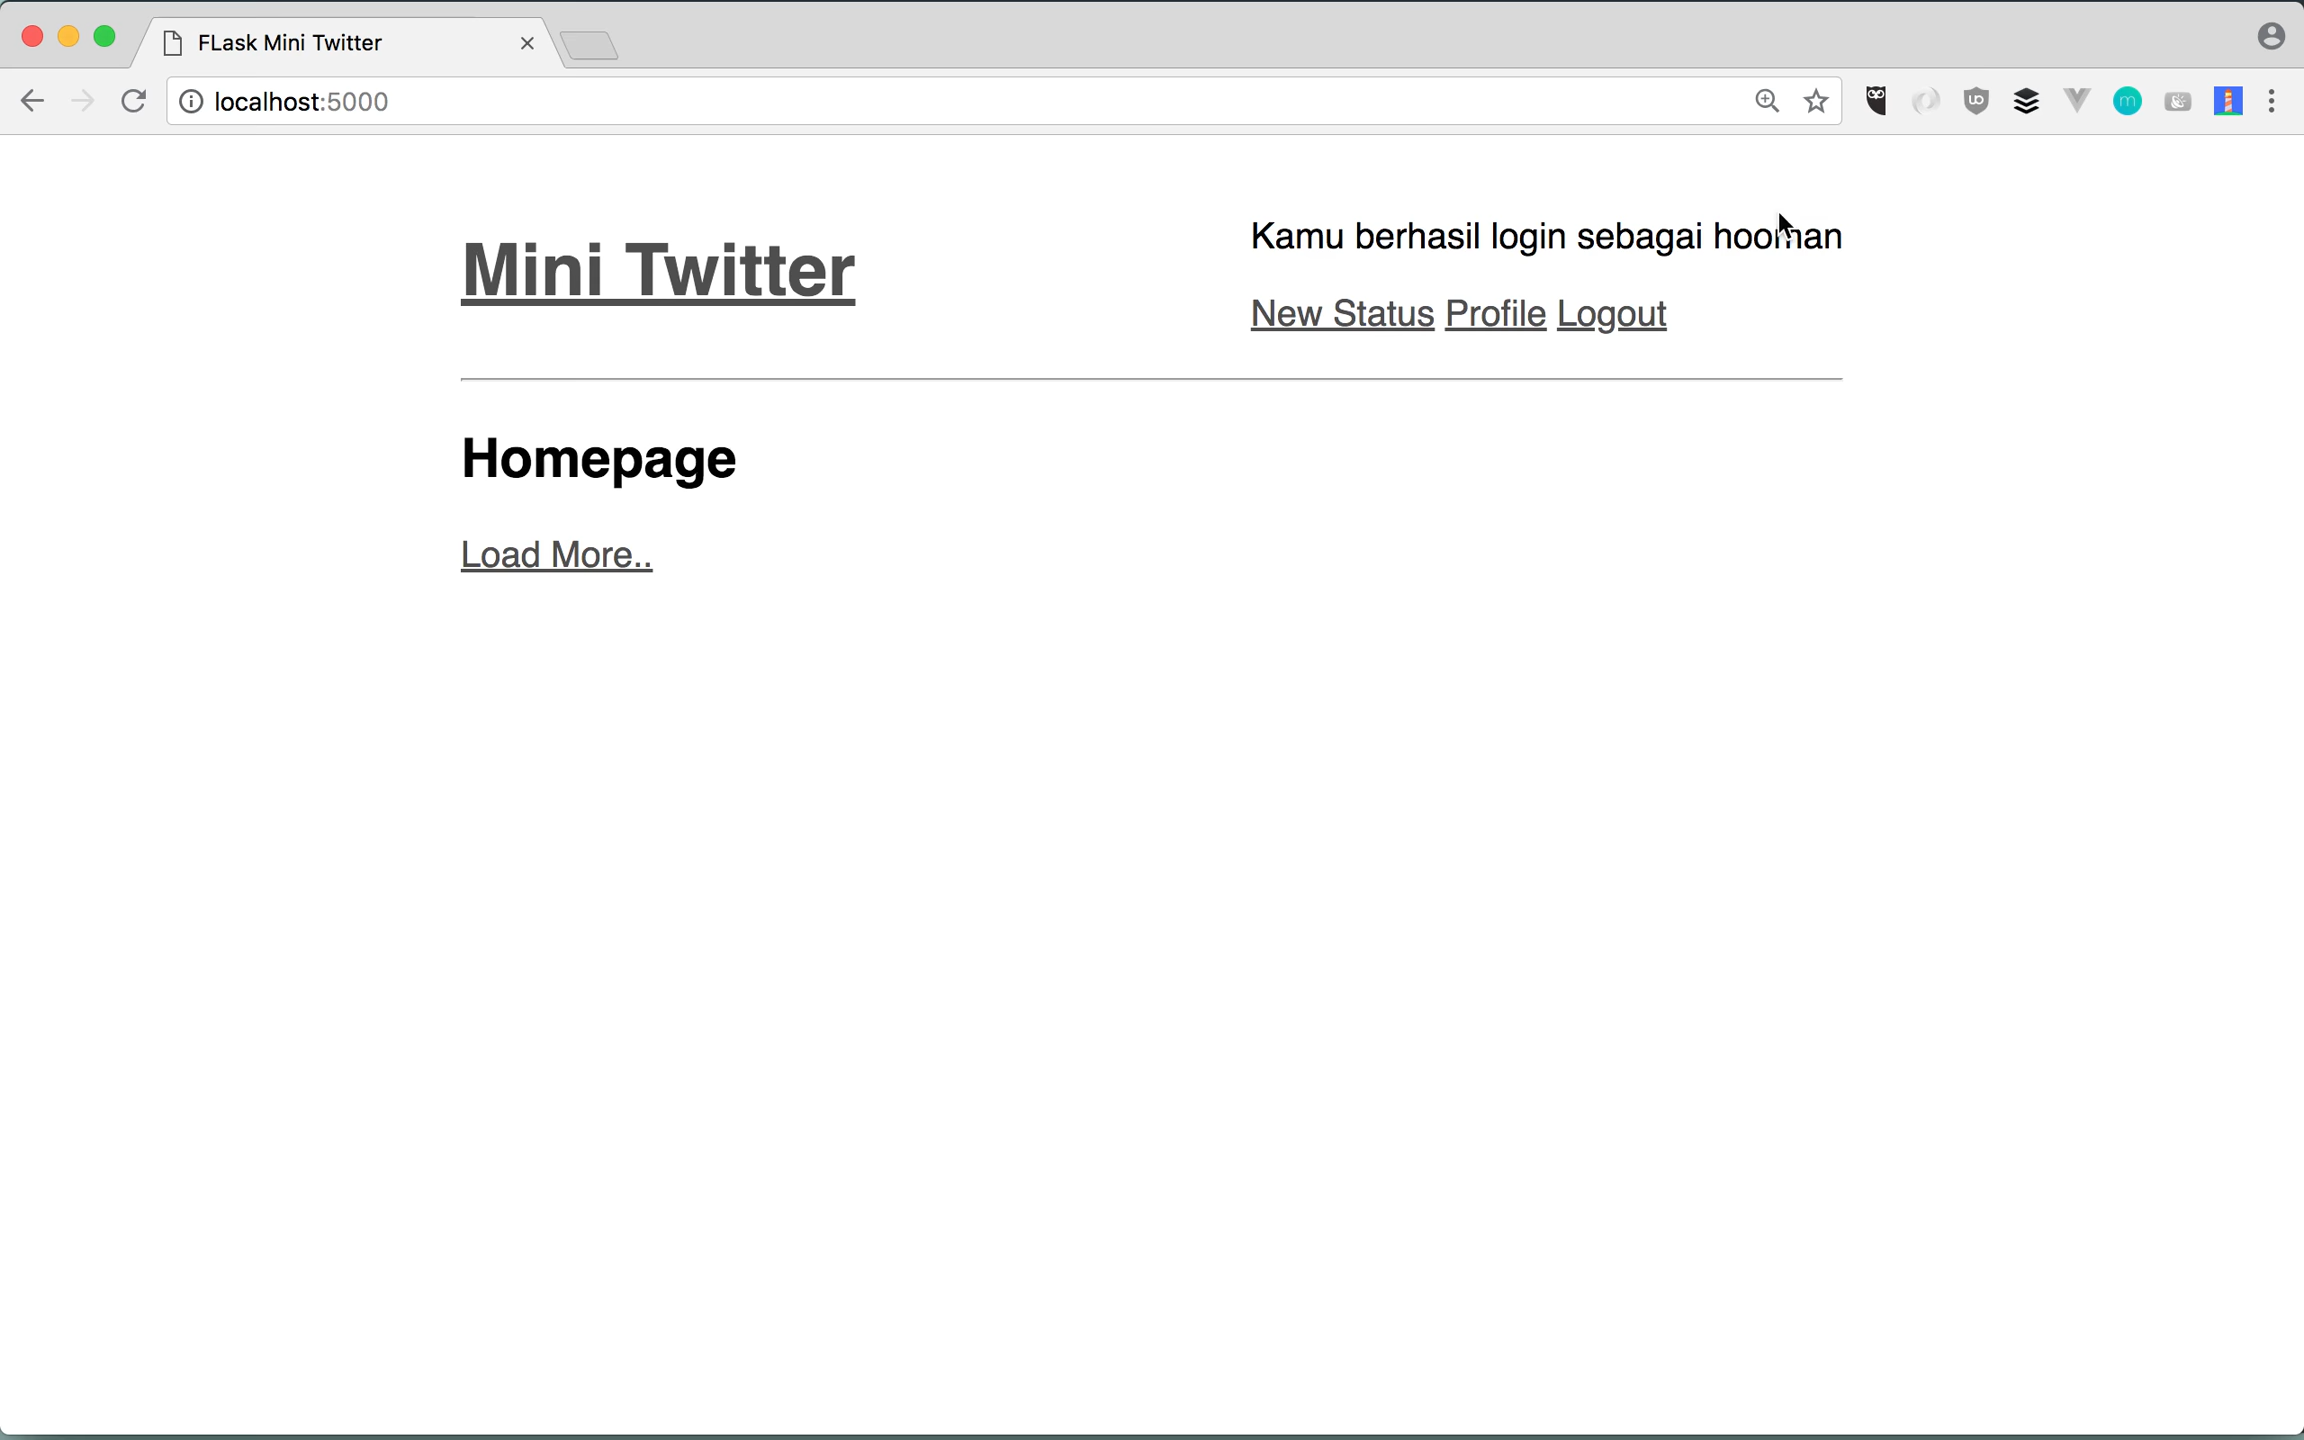 FLask Mini Twitter
localhost:5000
Mini Twitter
Kamu berhasil login sebagai hooman
New Status Profile Logout
Homepage
Load More..